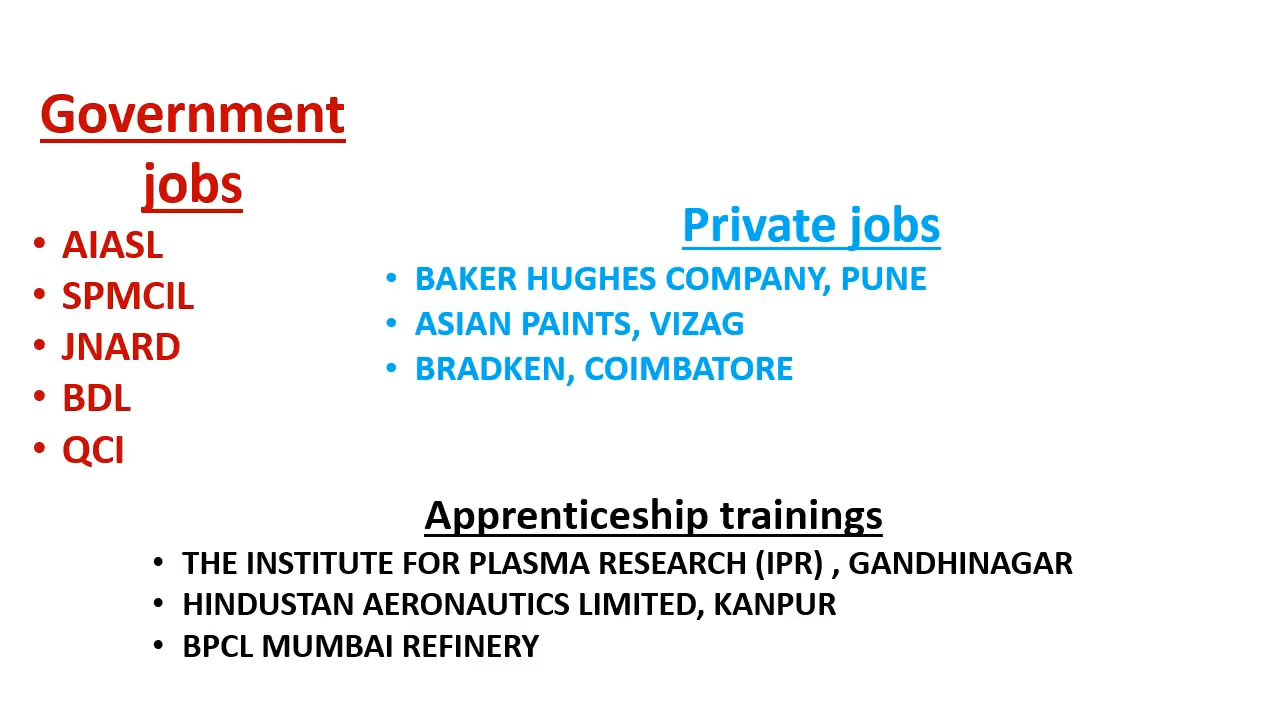 Government
jobs
• AIASL
• SPMCIL
• JNARD
• BDL
• QCI
Private jobs
• BAKER HUGHES COMPANY, PUNE
• ASIAN PAINTS, VIZAG
• BRADKEN, COIMBATORE
Apprenticeship trainings
• THE INSTITUTE FOR PLASMA RESEARCH (IPR) , GANDHINAGAR
• HINDUSTAN AERONAUTICS LIMITED, KANPUR
• BPCL MUMBAI REFINERY